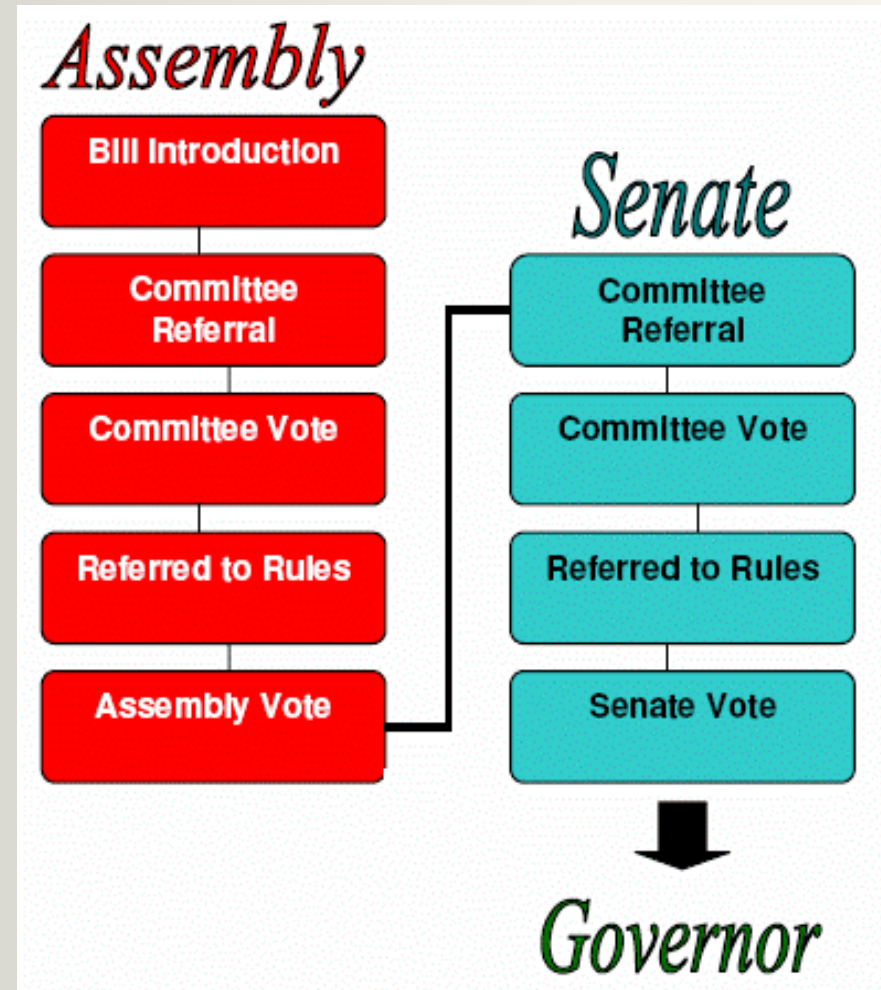 Assembly
Bill Introduction
Committee
Referral
Committee Vote
Referred to Rules
Assembly Vote
Senate
Committee
Referral
Committee Vote
Referred to Rules
Senate Vote
Governor